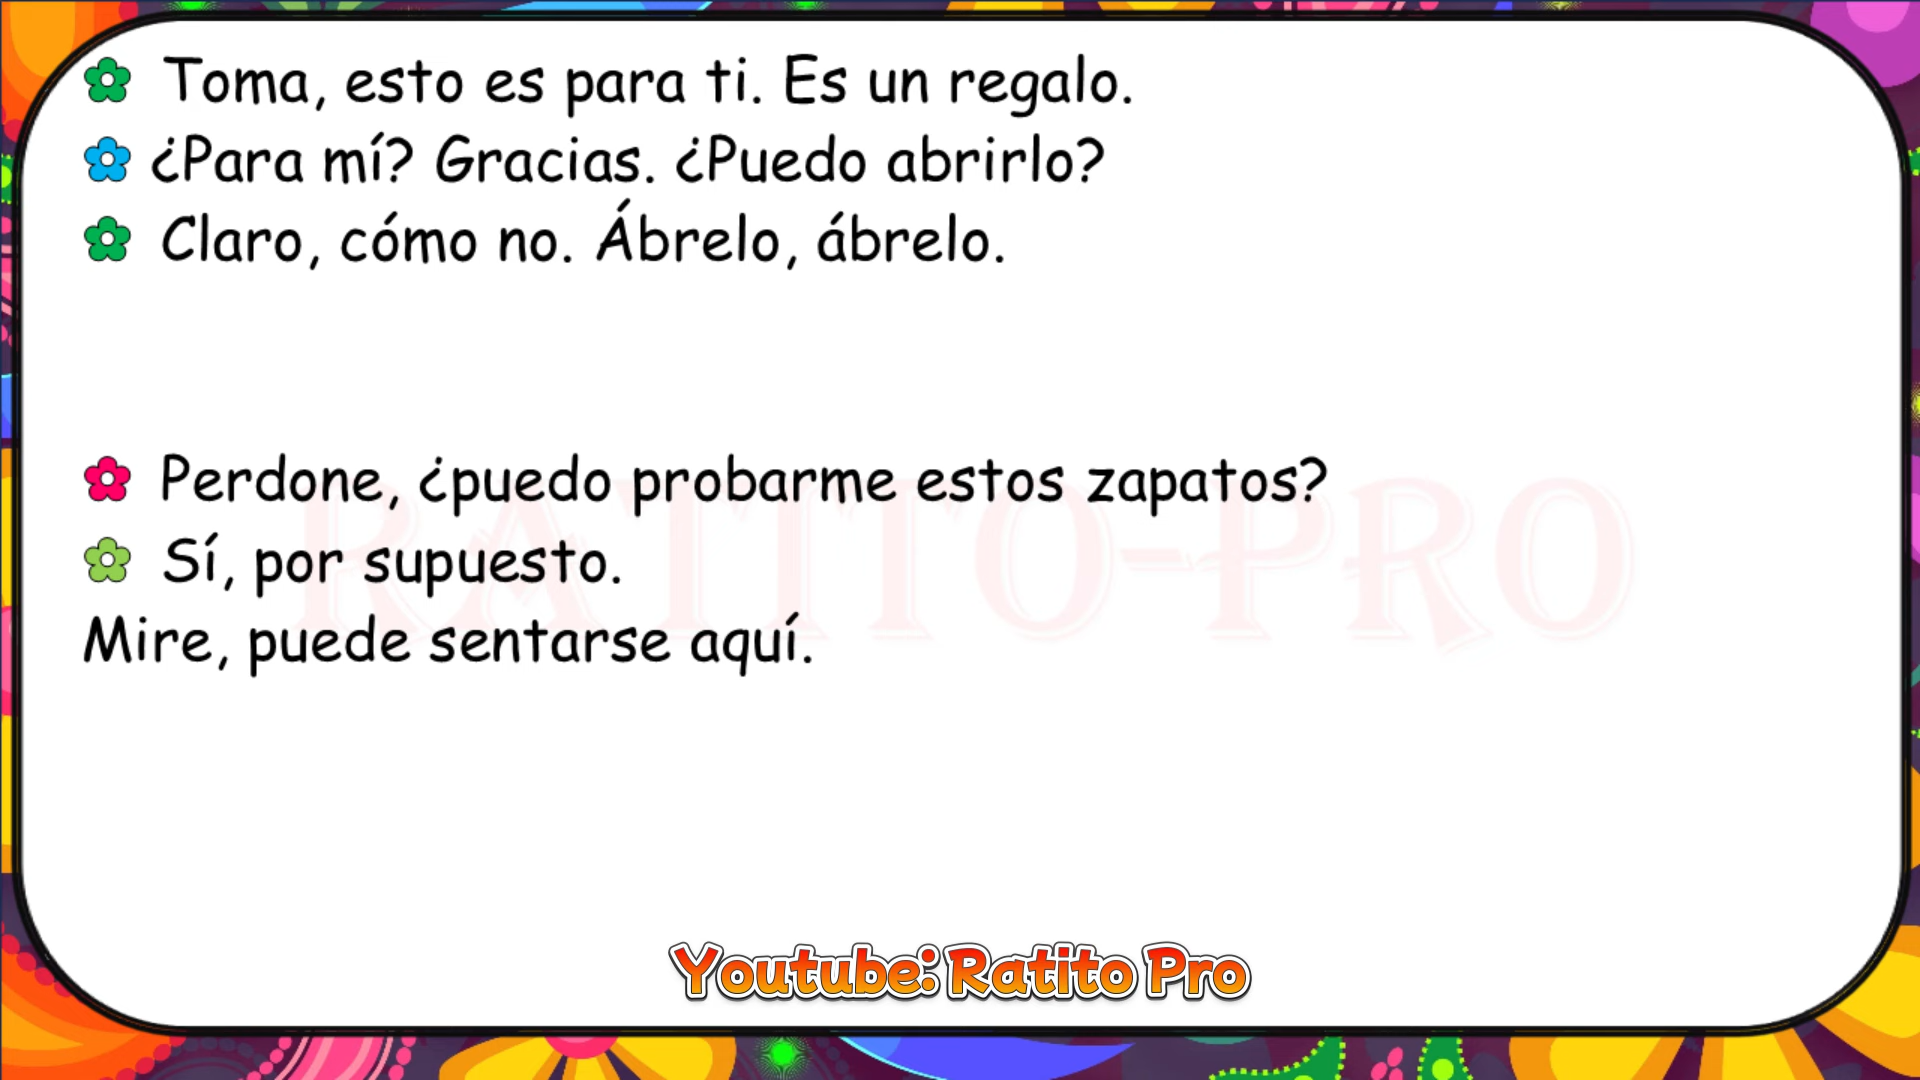 Toma, esto es para ti. Es un regalo.
¿Para mí? Gracias. ¿Puedo abrirlo?
Claro, cómo no. Ábrelo, ábrelo.
Perdone, ¿puedo probarme estos zapatos?
Sí, por supuesto.
Mire, puede sentarse aquí.
RATITO-PRO
Youtube: Ratito Pro